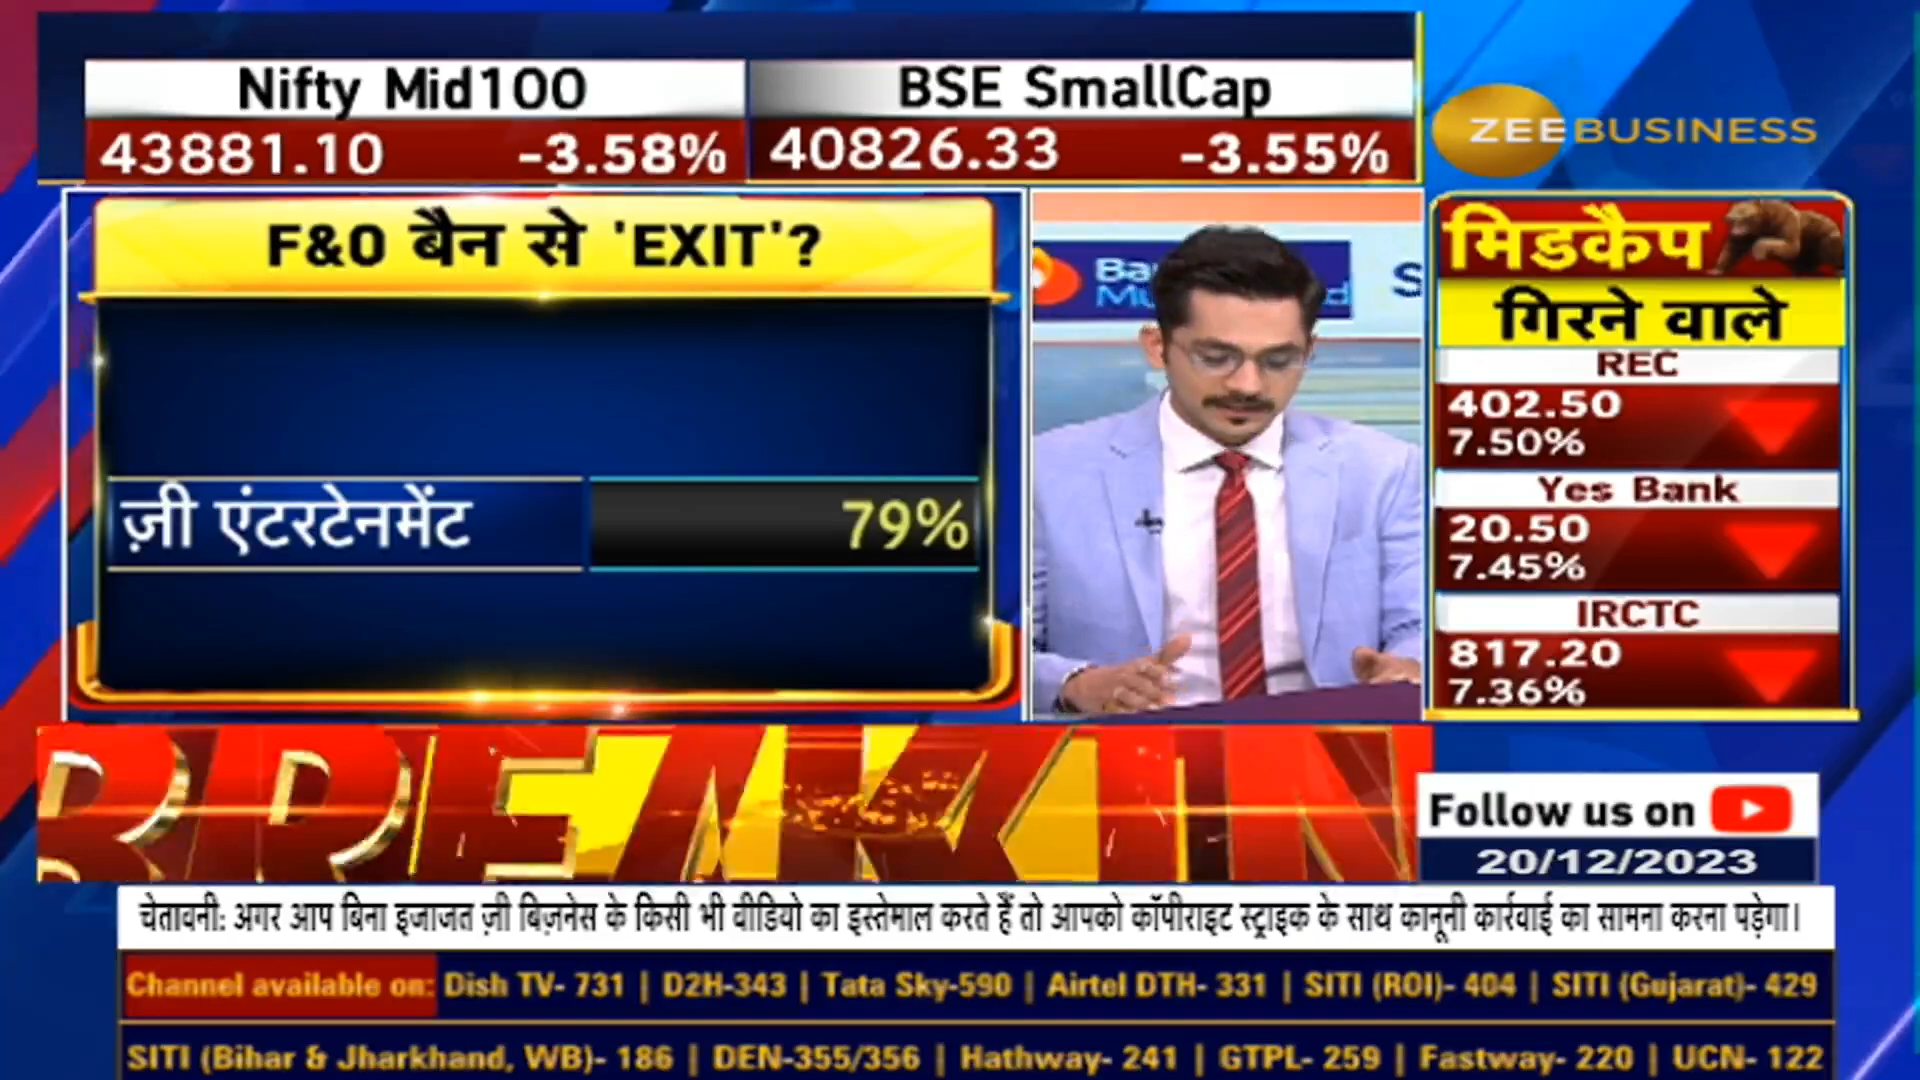 Nifty Mid100
43881.10 -3.58%
BSE SmallCap
40826.33 -3.55%
ZEEBUSINESS
F&O बैन से 'EXIT'?
ज़ी एंटरटेनमेंट 79%
मिडकैप
गिरने वाले
REC
402.50
7.50%
Yes Bank
20.50
7.45%
IRCTC
817.20
7.36%
Follow us on
20/12/2023
चेतावनी: अगर आप बिना इजाजत ज़ी बिज़नेस के किसी भी वीडियो का इस्तेमाल करते हैं तो आपको कॉपीराइट स्ट्राइक के साथ कानूनी कार्रवाई का सामना करना पड़ेगा।
Channel available on: Dish TV- 731 | D2H-343 | Tata Sky-590 | Airtel DTH- 331 | SITI (ROI)- 404 | SITI (Gujarat)- 429
SITI (Bihar & Jharkhand, WB)- 186 | DEN-355/356 | Hathway- 241 | GTPL- 259 | Fastway- 220 | UCN- 122